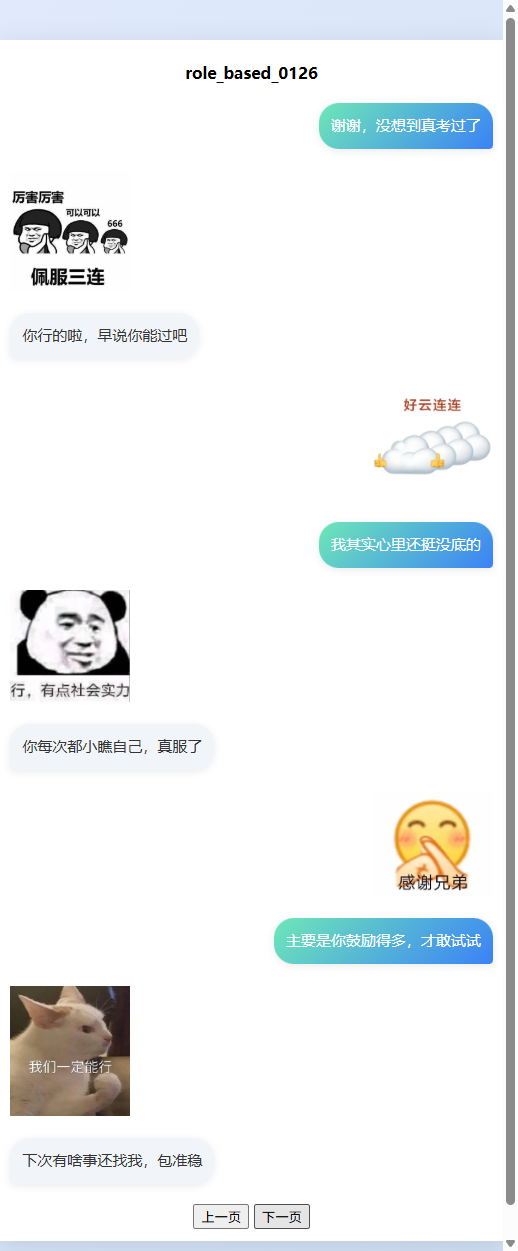 role_based_0126
谢谢，没想到真考过了
厉害厉害
可以可以
666
佩服三连
你行的啦，早说你能过吧
好云连连
我其实心里还挺没底的
行，有点社会实力
你每次都小瞧自己，真服了
感谢兄弟
主要是你鼓励得多，才敢试试
我们一定能行
下次有啥事还找我，包准稳
上一页 下一页